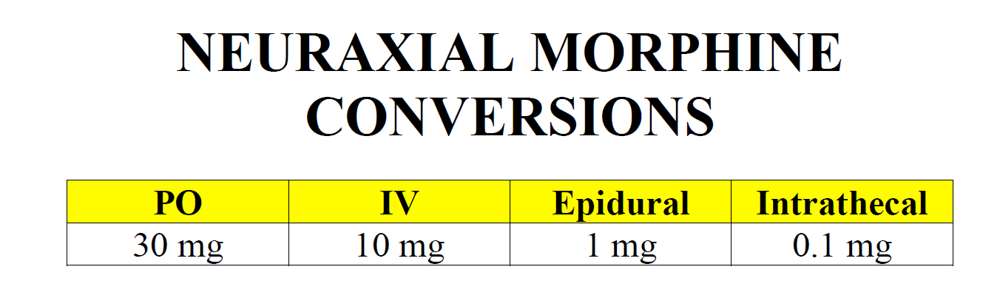 NEURAXIAL MORPHINE
CONVERSIONS
PO IV Epidural Intrathecal
30 mg 10 mg 1 mg 0.1 mg